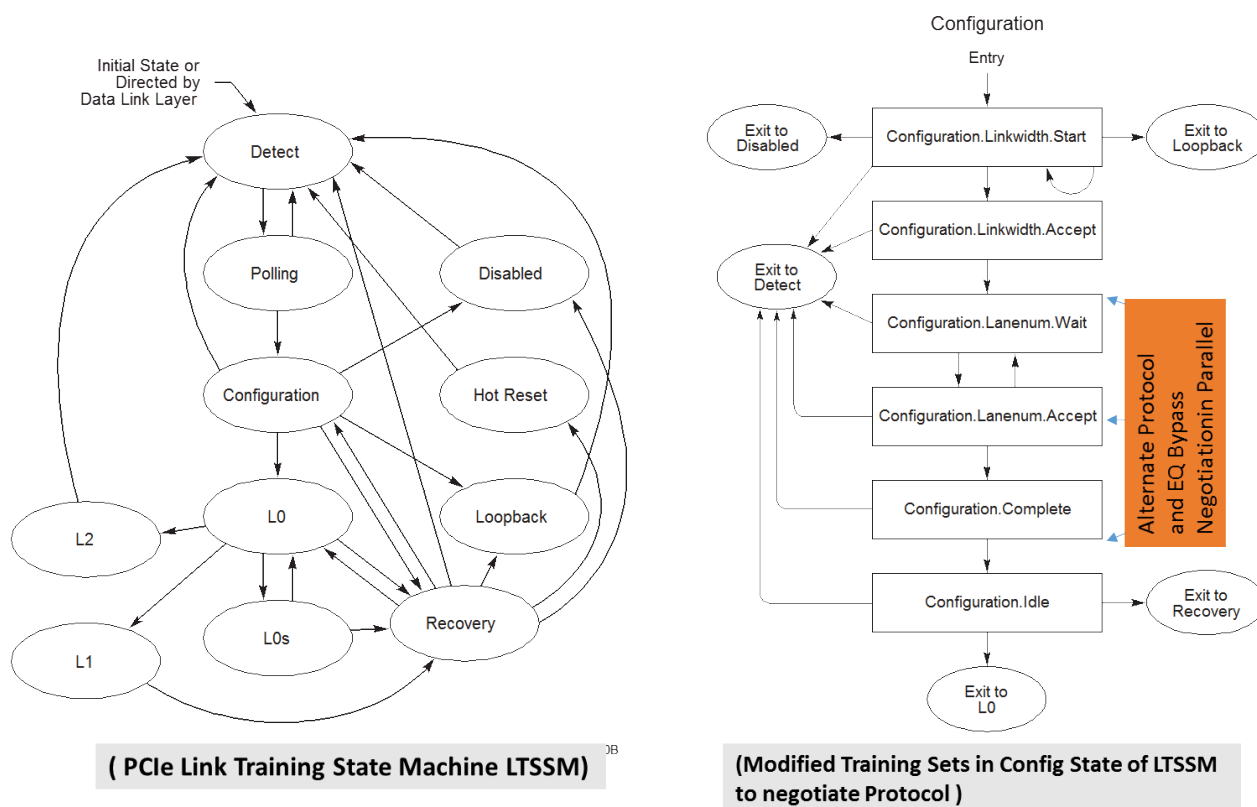 Initial State or
Directed by
Data Link Layer
Detect
Polling
Disabled
Configuration
Hot Reset
L0
Loopback
L2
L0s
Recovery
L1
0B
( PCIe Link Training State Machine LTSSM)
Configuration
Entry
Exit to
Disabled
Configuration.Linkwidth.Start
Exit to
Loopback
Configuration.Linkwidth.Accept
Exit to
Detect
Configuration.Lanenum.Wait
Configuration.Lanenum.Accept
Configuration.Complete
Configuration.Idle
Exit to
Recovery
Exit to
L0
Alternate Protocol
and EQ Bypass
Negotiationin Parallel
(Modified Training Sets in Config State of LTSSM
to negotiate Protocol )